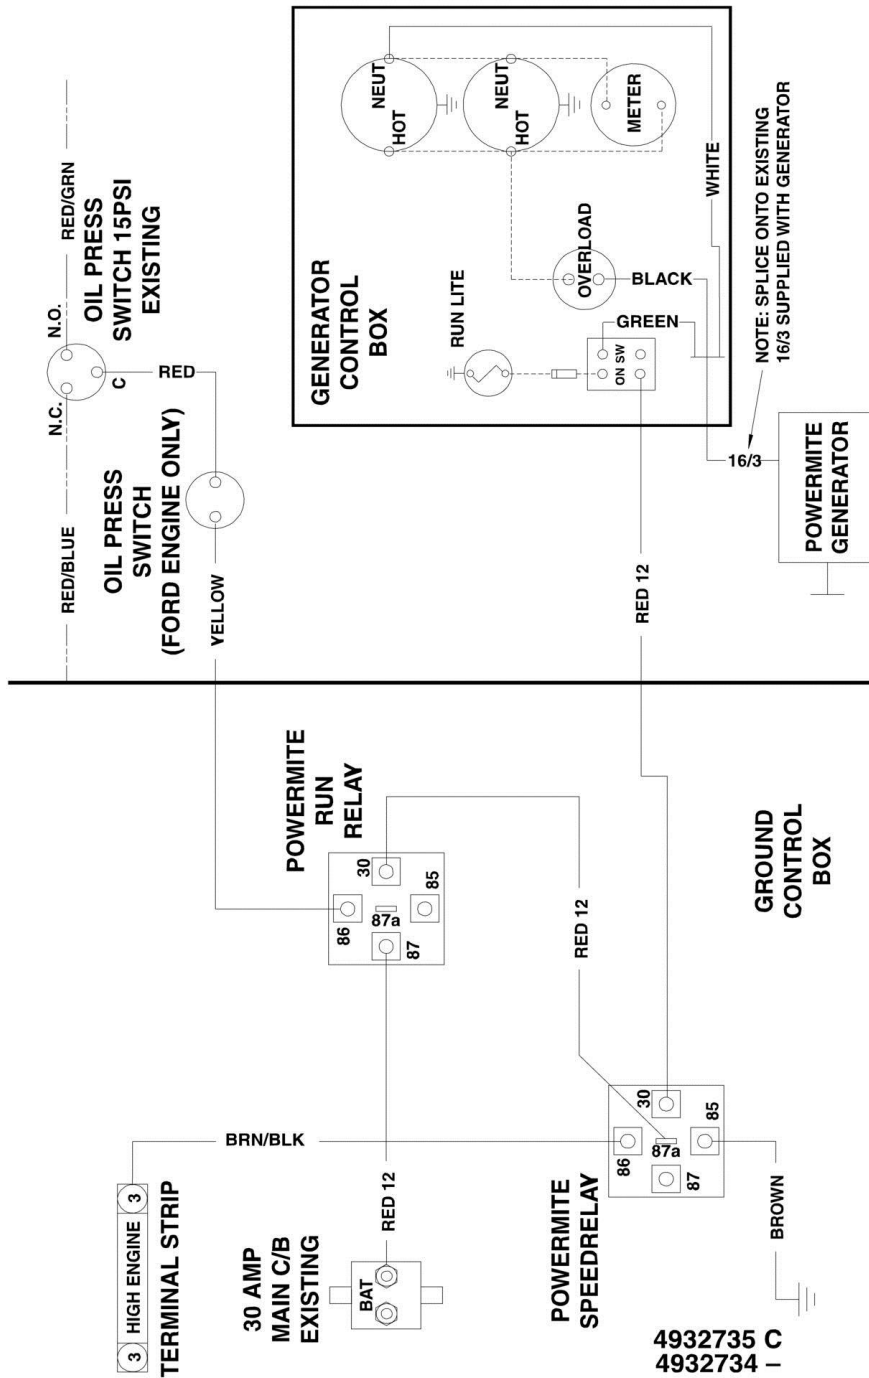 RED/GRN
OIL PRESS
SWITCH 15PSI
EXISTING
N.O.
N.C.
C
RED
RED/BLUE
OIL PRESS
SWITCH
(FORD ENGINE ONLY)
YELLOW
GENERATOR
CONTROL
BOX
NEUT
HOT
NEUT
HOT
METER
WHITE
RUN LITE
OVERLOAD
BLACK
GREEN
ON SW
NOTE: SPLICE ONTO EXISTING
16/3 SUPPLIED WITH GENERATOR
16/3
POWERMITE
GENERATOR
RED 12
POWERMITE
RUN
RELAY
30
86
87a
85
87
RED 12
GROUND
CONTROL
BOX
BRN/BLK
RED 12
3
HIGH ENGINE
3
TERMINAL STRIP
30 AMP
MAIN C/B
EXISTING
BAT
POWERMITE
SPEEDRELAY
30
86
87a
85
87
BROWN
4932735 C
4932734 –